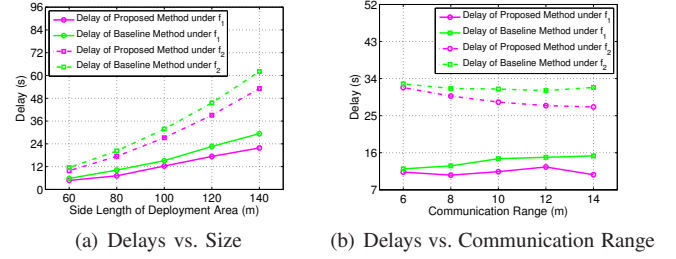 96
84
72
60
48
36
24
12
0
Delay (s)
Delay of Proposed Method under f1
Delay of Baseline Method under f1
Delay of Proposed Method under f2
Delay of Baseline Method under f2
60 80 100 120 140
Side Length of Deployment Area (m)
(a) Delays vs. Size
52
43
34
25
16
7
Delay (s)
Delay of Proposed Method under f1
Delay of Baseline Method under f1
Delay of Proposed Method under f2
Delay of Baseline Method under f2
6 8 10 12 14
Communication Range (m)
(b) Delays vs. Communication Range